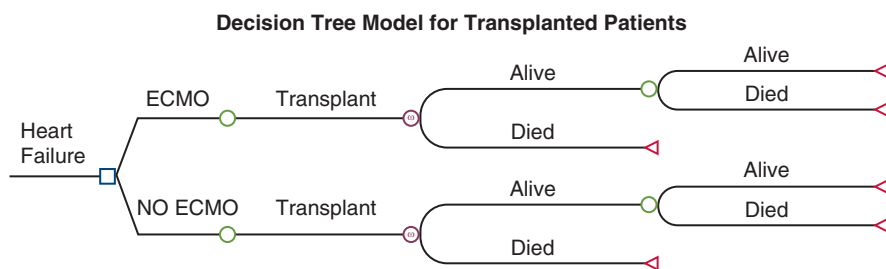 Decision Tree Model for Transplanted Patients
Alive
Alive
ECMO
Transplant
Died
ω
Heart
Failure
Died
Alive
Alive
NO ECMO
Transplant
Died
ω
Died